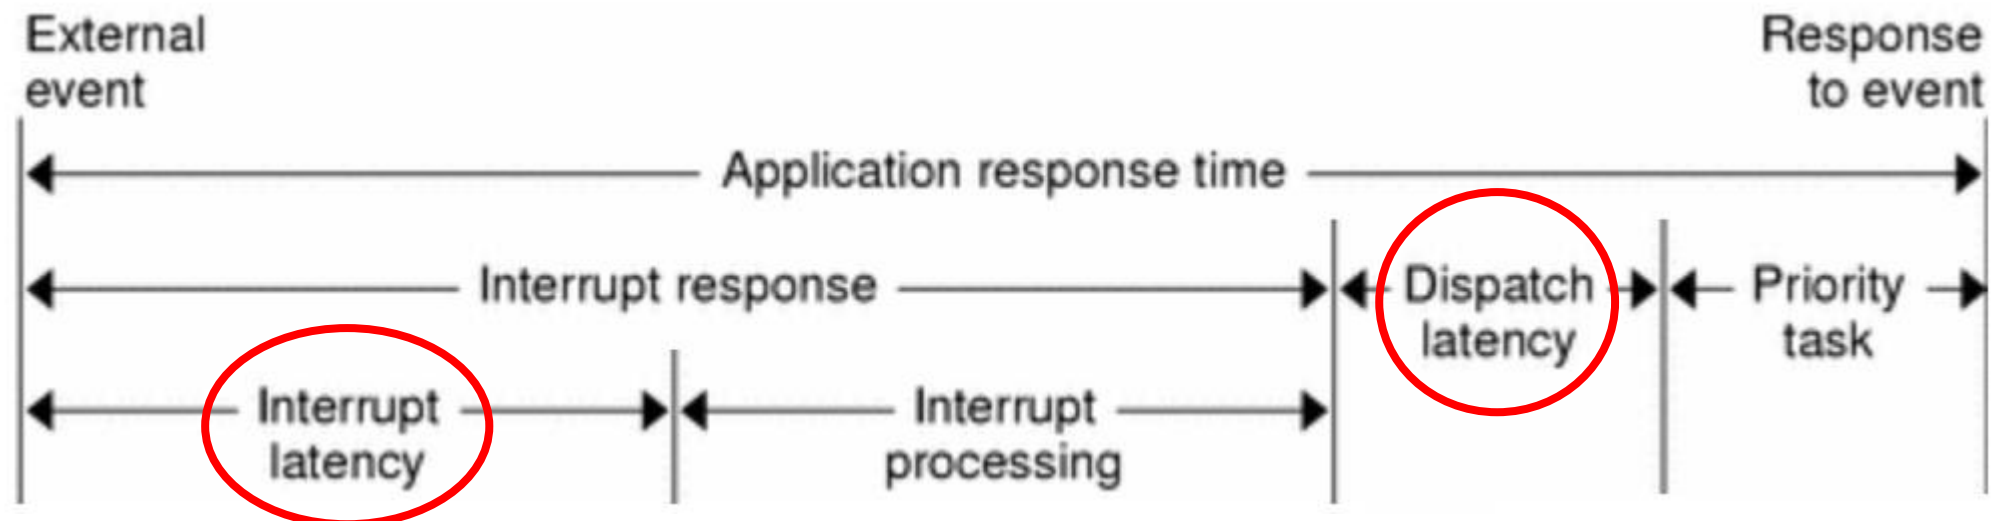 External
event
Response
to event
Application response time
Interrupt response
Dispatch
latency
Priority
task
Interrupt
latency
Interrupt
processing